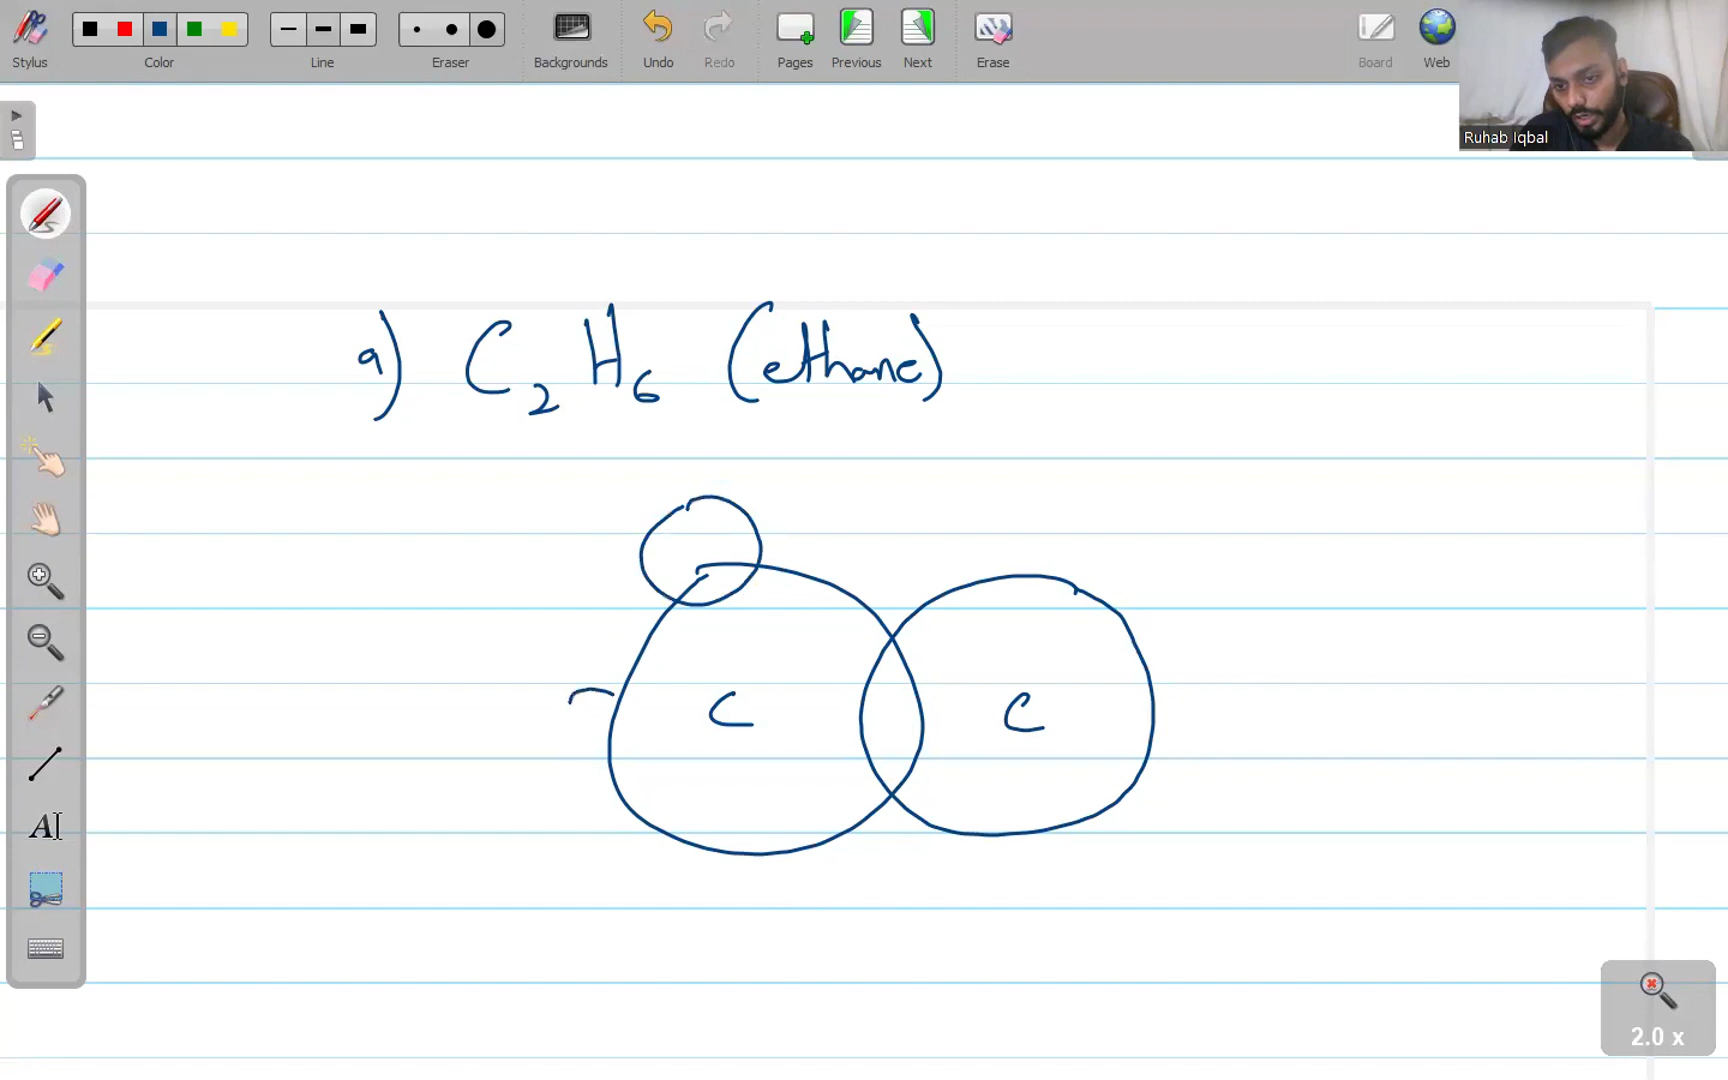 Stylus
Color
Line
Eraser
Backgrounds
Undo
Redo
Pages
Previous
Next
Erase
Board
Web
Ruhab Iqbal
a) C₂H₆ (ethane)
C C
A
2.0 x